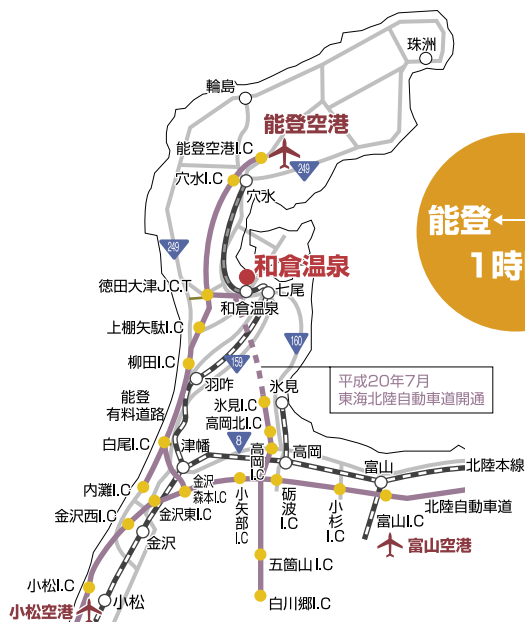 珠洲
輪島
能登空港
能登空港I.C
249
穴水I.C
穴水
能登←
1時
249
和倉温泉
徳田大津J.C.T
七尾
和倉温泉
上棚矢駄I.C
160
柳田I.C
159
羽咋
氷見
平成20年7月
東海北陸自動車道開通
能登
有料道路
氷見I.C
高岡北I.C
白尾I.C
津幡
8
高岡I.C
高岡
富山
北陸本線
内灘I.C
金沢
森本I.C
小矢部I.C
砺波I.C
小杉I.C
北陸自動車道
金沢西I.C
金沢東I.C
富山I.C
金沢
富山空港
五箇山I.C
小松I.C
白川郷I.C
小松空港
小松